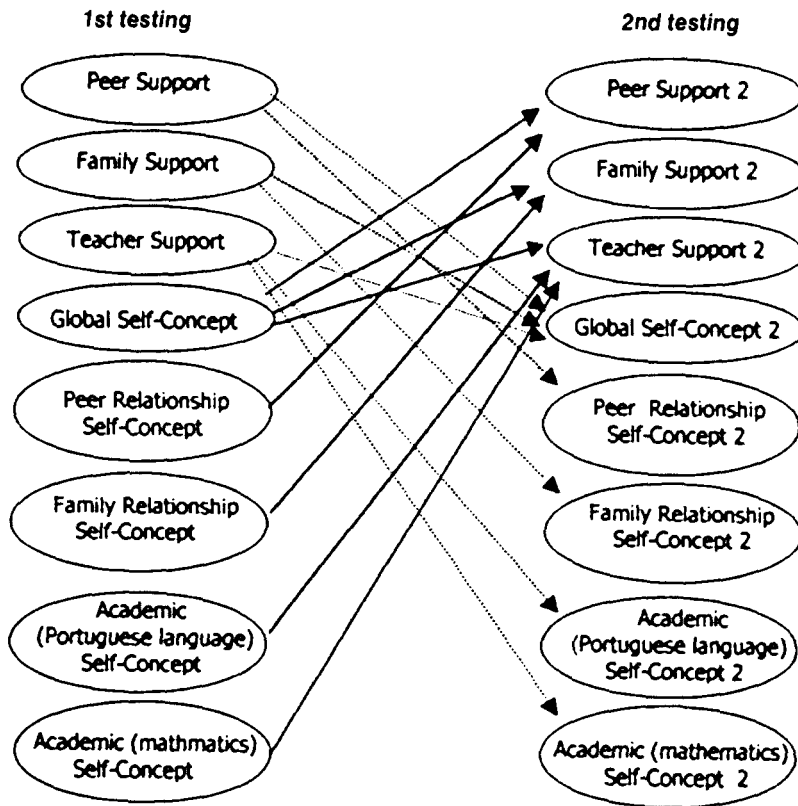 1st testing
Peer Support
Family Support
Teacher Support
Global Self-Concept
Peer Relationship
Self-Concept
Family Relationship
Self-Concept
Academic
(Portuguese language)
Self-Concept
Academic (mathmatics)
Self-Concept
2nd testing
Peer Support 2
Family Support 2
Teacher Support 2
Global Self-Concept 2
Peer Relationship
Self-Concept 2
Family Relationship
Self-Concept 2
Academic
(Portuguese language)
Self-Concept 2
Academic (mathematics)
Self-Concept 2